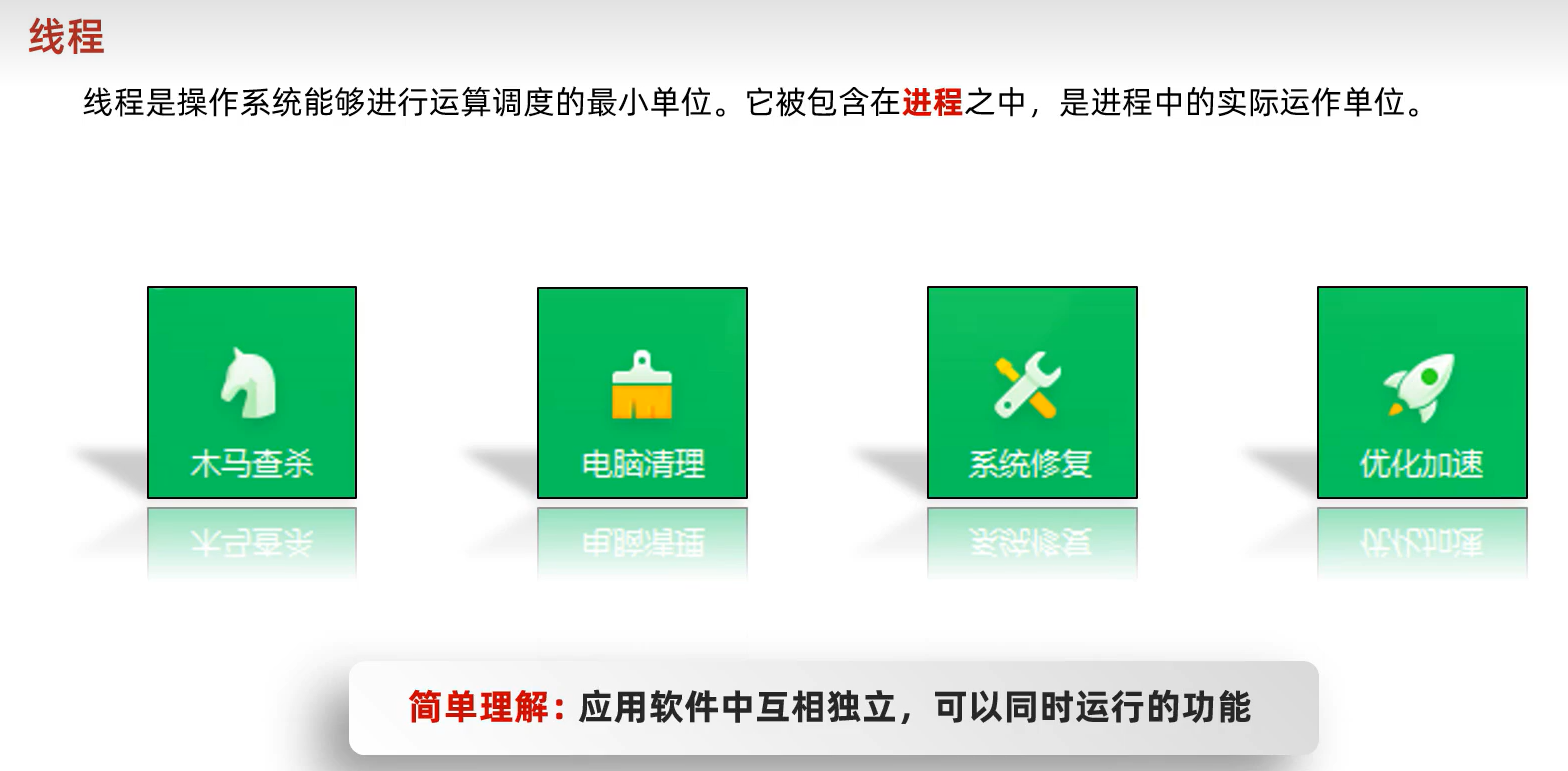 线程
线程是操作系统能够进行运算调度的最小单位。它被包含在进程之中，是进程中的实际运作单位。
木马查杀
电脑清理
系统修复
优化加速
简单理解：应用软件中互相独立，可以同时运行的功能